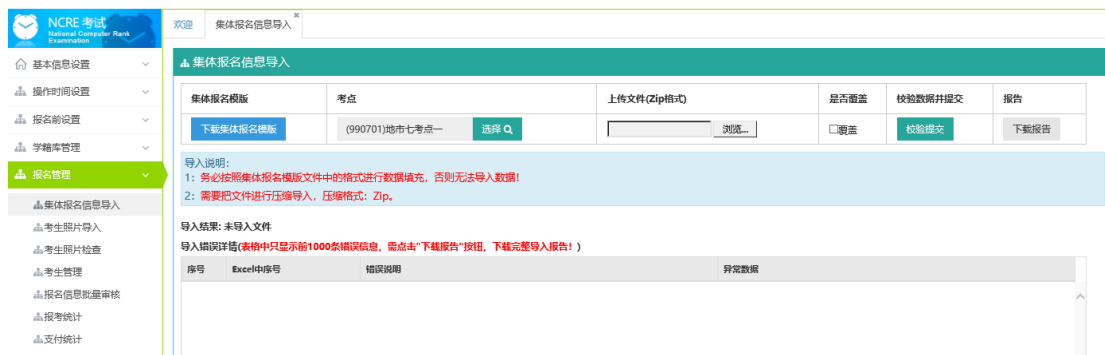 NCRE 考试
National Computer Rank
Examination
欢迎
集体报名信息导入
基本信息设置
操作时间设置
报名前设置
学籍库管理
报名管理
集体报名信息导入
考生照片导入
考生照片检查
考生管理
报名信息批量审核
报考统计
支付统计
集体报名信息导入
集体报名模版 考点 上传文件(Zip格式) 是否覆盖 校验数据并提交 报告
下载集体报名模版 (990701)地市七考点一 选择 浏览... 覆盖 校验提交 下载报告
导入说明:
1: 务必按照集体报名模版文件中的格式进行数据填充, 否则无法导入数据!
2: 需要把文件进行压缩导入, 压缩格式: Zip。
导入结果: 未导入文件
导入错误详情(表格中只显示前1000条错误信息, 需点击"下载报告"按钮, 下载完整导入报告! )
序号 Excel中序号 错误说明 异常数据